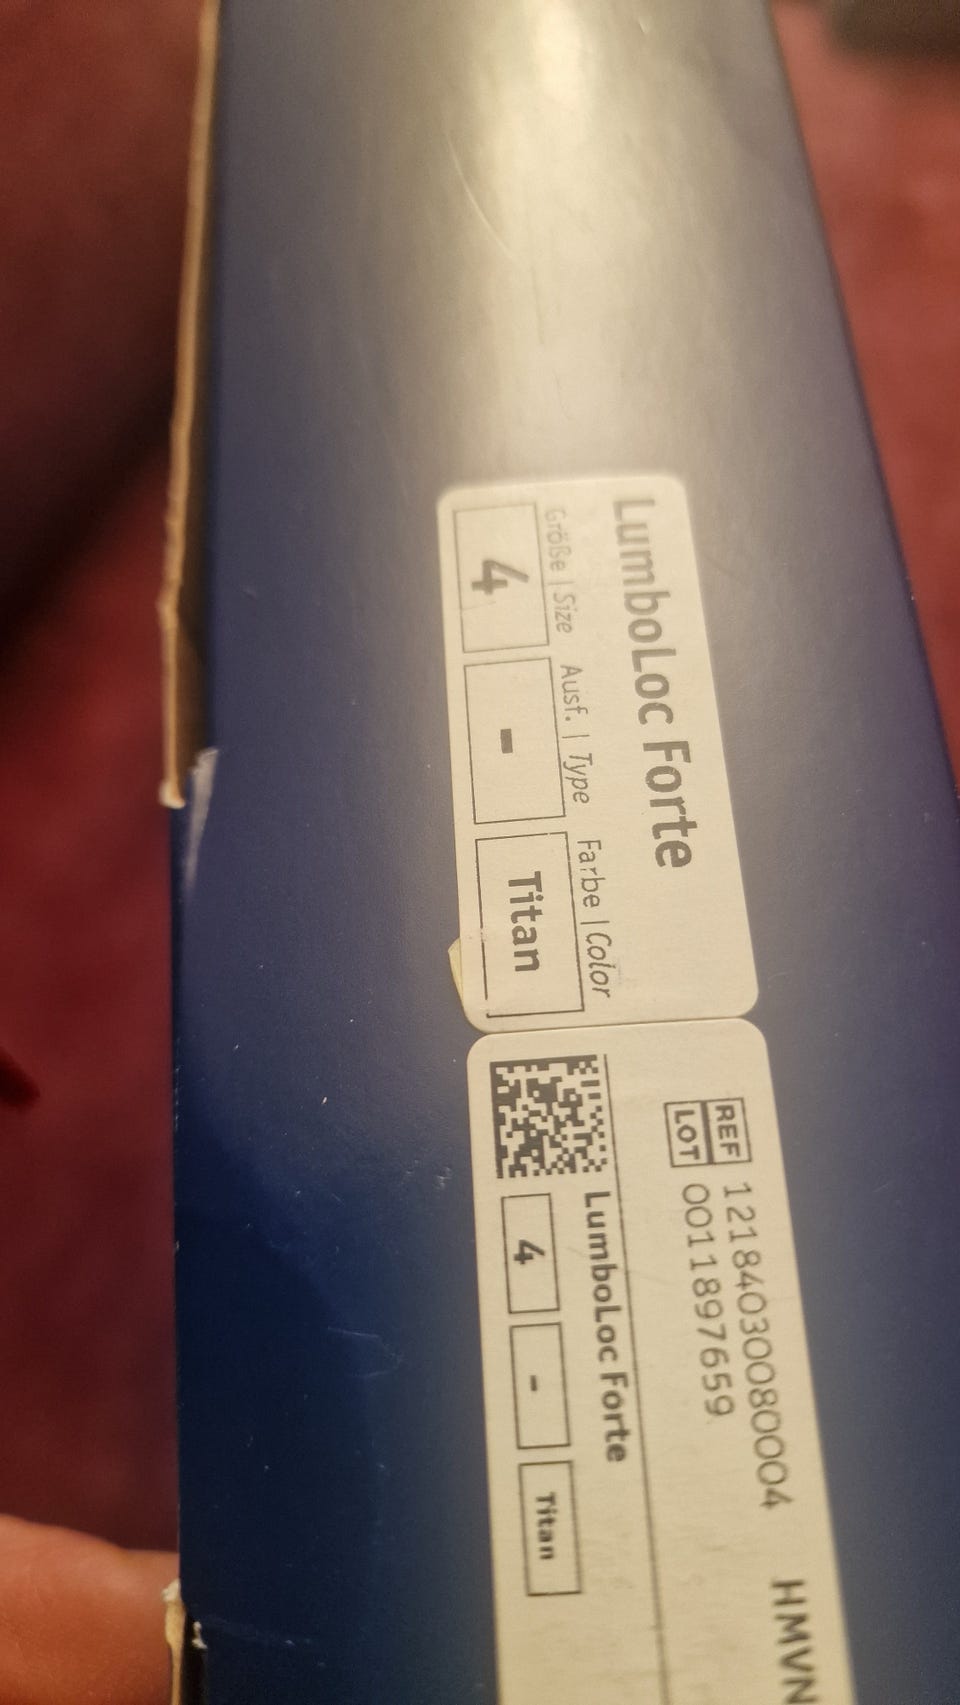 LumboLoc Forte
Größe | Size Ausf. | Type Farbe | Color
4 - Titan
REF 12184030080004 HMVN
LOT 0011897659
LumboLoc Forte
4 - Titan